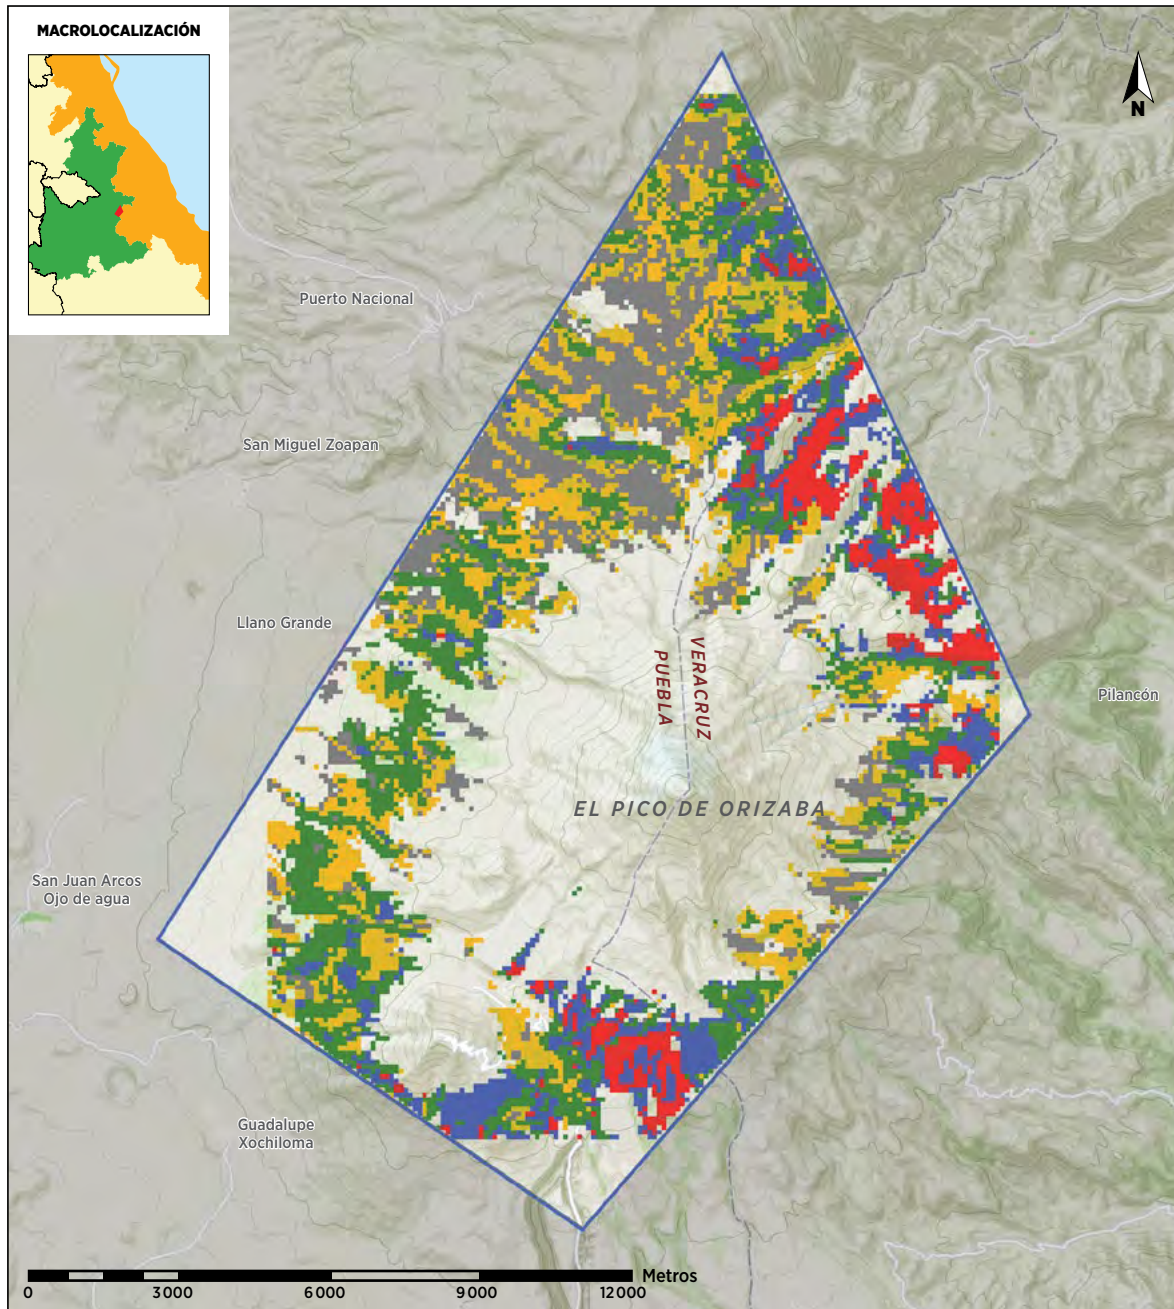 MACROLOCALIZACIÓN
N
Puerto Nacional
San Miguel Zoapan
Llano Grande
VERACRUZ
PUEBLA
Pilancón
EL PICO DE ORIZABA
San Juan Arcos
Ojo de agua
Guadalupe
Xochiloma
Metros
0 3000 6000 9000 12000